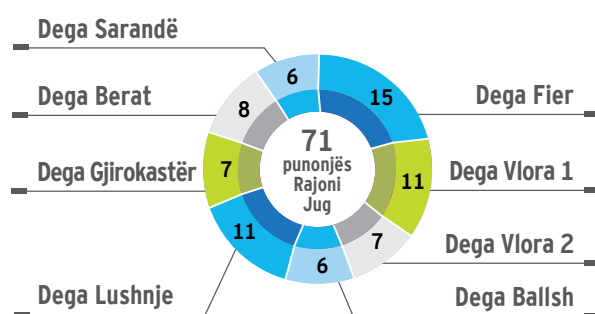 Dega Sarandë
Dega Berat
Dega Gjirokastër
Dega Lushnje
6
15
8
7
11
11
7
6
71
punonjës
Rajoni
Jug
Dega Fier
Dega Vlora 1
Dega Vlora 2
Dega Ballsh